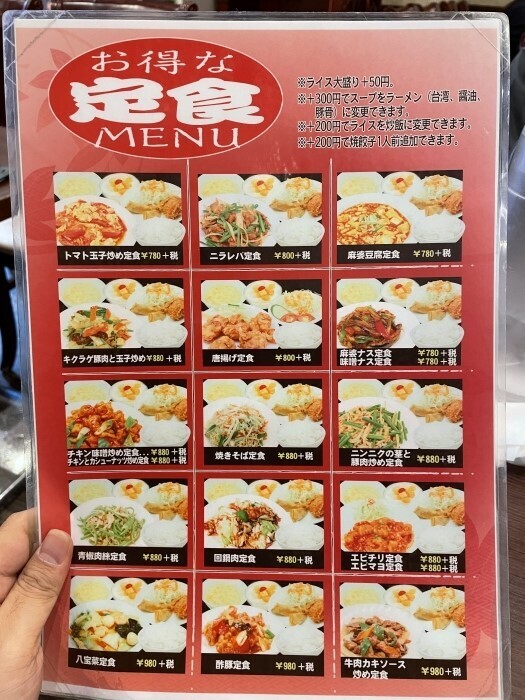 お得な
定食
MENU
※ライス大盛り+50円。
※+300円でスープをラーメン（台湾、醤油、
豚骨）に変更できます。
※+200円でライスを炒飯に変更できます。
※+200円で焼餃子1人前追加できます。
トマト玉子炒め定食 ¥780+税
ニラレバ定食 ¥800+税
麻婆豆腐定食 ¥780+税
キクラゲ豚肉と玉子炒め ¥880+税
唐揚げ定食 ¥800+税
麻婆ナス定食 ¥780+税
味噌ナス定食 ¥780+税
チキン味噌炒め定食... ¥880+税
チキンとカシューナッツ炒め定食 ¥880+税
焼きそば定食 ¥880+税
ニンニクの茎と
豚肉炒め定食 ¥880+税
青椒肉絲定食 ¥880+税
回鍋肉定食 ¥880+税
エビチリ定食 ¥880+税
エビマヨ定食 ¥880+税
八宝菜定食 ¥980+税
酢豚定食 ¥980+税
牛肉カキソース
炒め定食 ¥980+税